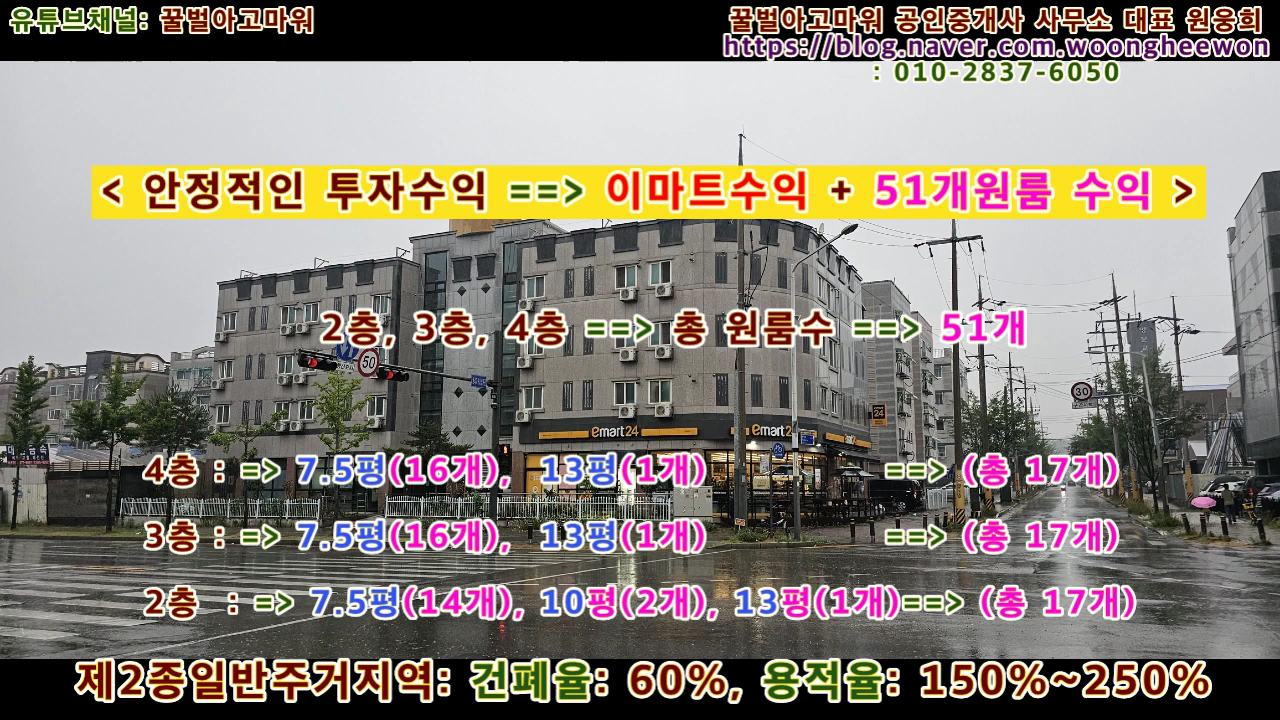 유튜브채널: 꿀벌아고마워
꿀벌아고마워 공인중개사 사무소 대표 원웅희
https://blog.naver.com.woongheewon
: 010-2837-6050
< 안정적인 투자수익 ==> 이마트수익 + 51개원룸 수익 >
2층, 3층, 4층 ==> 총 원룸수 ==> 51개
50
30
24
emart24
emart2
4층 : => 7.5평(16개), 13평(1개) ==> (총 17개)
3층 : => 7.5평(16개), 13평(1개) ==> (총 17개)
2층 : => 7.5평(14개), 10평(2개), 13평(1개)==> (총 17개)
제2종일반주거지역: 건폐율: 60%, 용적율: 150%~250%